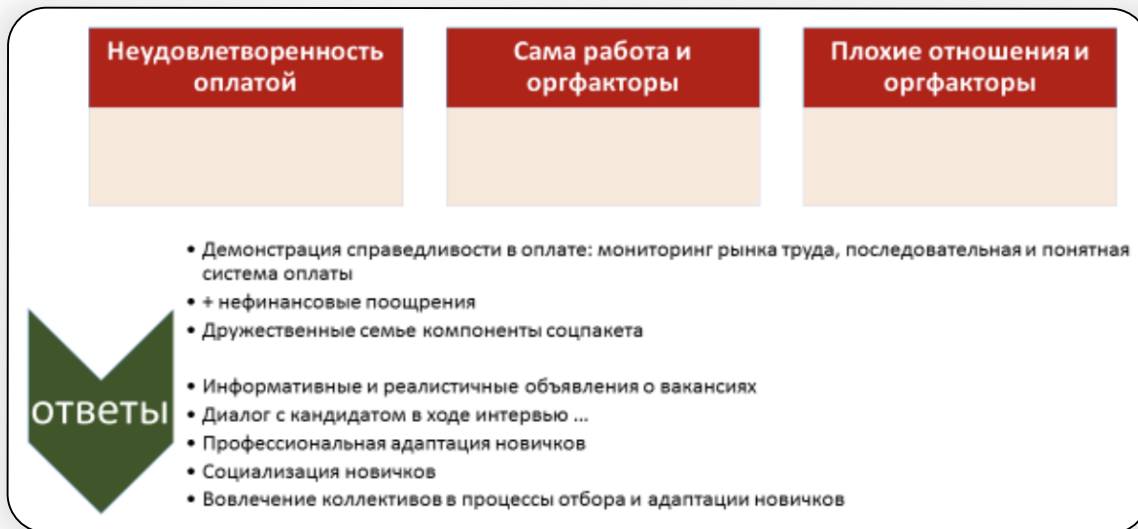 Неудовлетворенность
оплатой
Сама работа и
оргфакторы
Плохие отношения и
оргфакторы
• Демонстрация справедливости в оплате: мониторинг рынка труда, последовательная и понятная
система оплаты
• + нефинансовые поощрения
• Дружественные семье компоненты соцпакета
ответы
• Информативные и реалистичные объявления о вакансиях
• Диалог с кандидатом в ходе интервью ...
• Профессиональная адаптация новичков
• Социализация новичков
• Вовлечение коллективов в процессы отбора и адаптации новичков